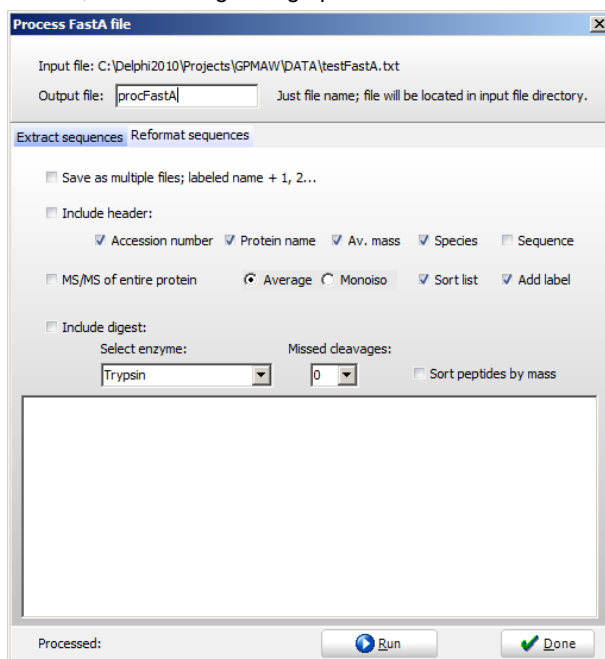 Process FastA file
Input file: C:\Delphi2010\Projects\GPMAW\DATA\testFastA.txt
Output file: procFastA Just file name; file will be located in input file directory.
Extract sequences Reformat sequences
Save as multiple files; labeled name + 1, 2...
Include header:
Accession number Protein name Av. mass Species Sequence
MS/MS of entire protein Average Monoiso Sort list Add label
Include digest:
Select enzyme: Missed cleavages:
Trypsin 0 Sort peptides by mass
Processed: Run Done